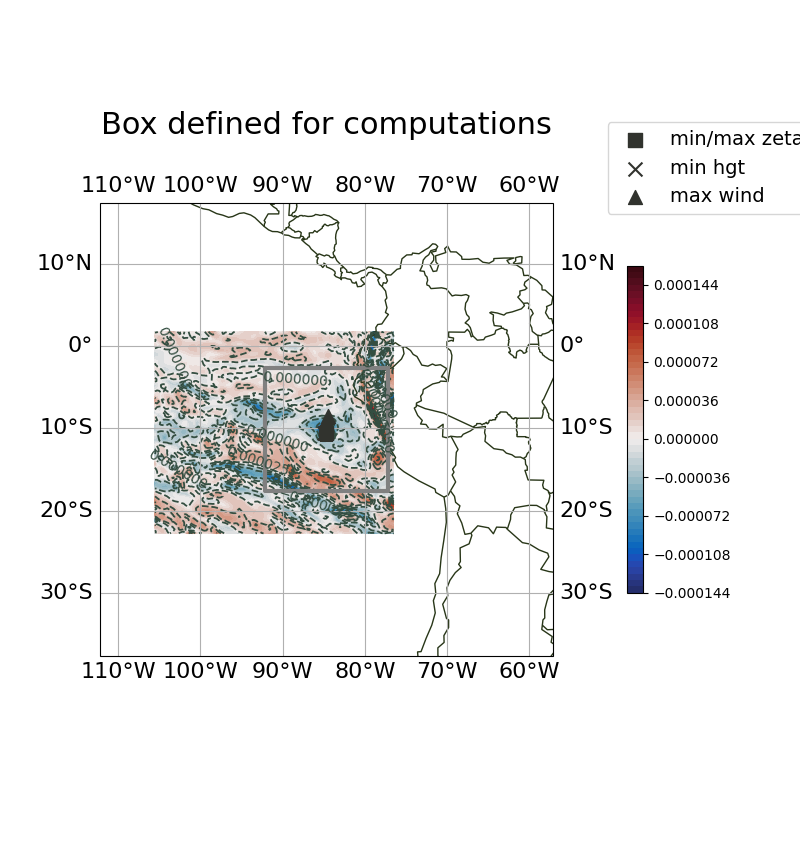 Box defined for computations
min/max zeta
min hgt
max wind
110°W 100°W 90°W 80°W 70°W 60°W
10°N 10°N
0° 0°
10°S 10°S
20°S 20°S
30°S 30°S
110°W 100°W 90°W 80°W 70°W 60°W
0.000144
0.000108
0.000072
0.000036
0.000000
−0.000036
−0.000072
−0.000108
−0.000144
0.000000
0.000000